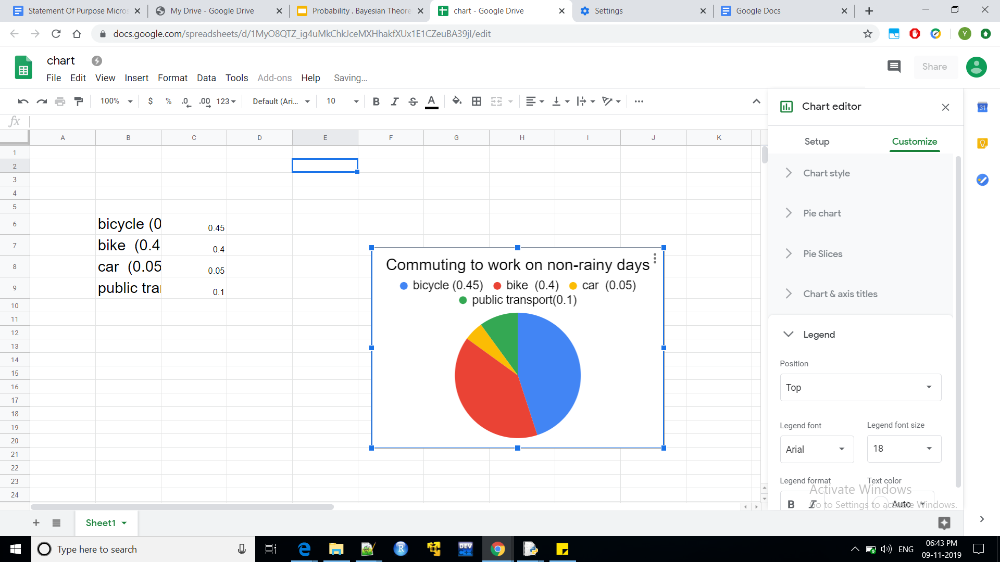 Statement Of Purpose Micros
My Drive - Google Drive
Probability . Bayesian Theore
chart - Google Drive
Settings
Google Docs
docs.google.com/spreadsheets/d/1MyO8QTZ_ig4uMkChkJceMXHhakfXUx1E1CZeuBA39jI/edit
Y
chart
File Edit View Insert Format Data Tools Add-ons Help Saving...
Share
100% $ % .0 .00 123 Default (Ari... 10 B I S A
fx
Chart editor
31
A B C D E F G H I J K
Setup Customize
1
2
3
4
5
6 bicycle (0 0.45
7 bike (0.4 0.4
8 car (0.05 0.05
9 public tra 0.1
10
11
12
13
14
15
16
17
18
19
20
21
22
23
24
Commuting to work on non-rainy days
bicycle (0.45) bike (0.4) car (0.05)
public transport(0.1)
Chart style
Pie chart
Pie Slices
Chart & axis titles
Legend
Position
Top
Legend font Legend font size
Arial 18
Legend format Text color
B I Auto
Activate Windows
Go to Settings to activate Windows.
Sheet1
Type here to search
R
DEV
ENG
06:43 PM
09-11-2019